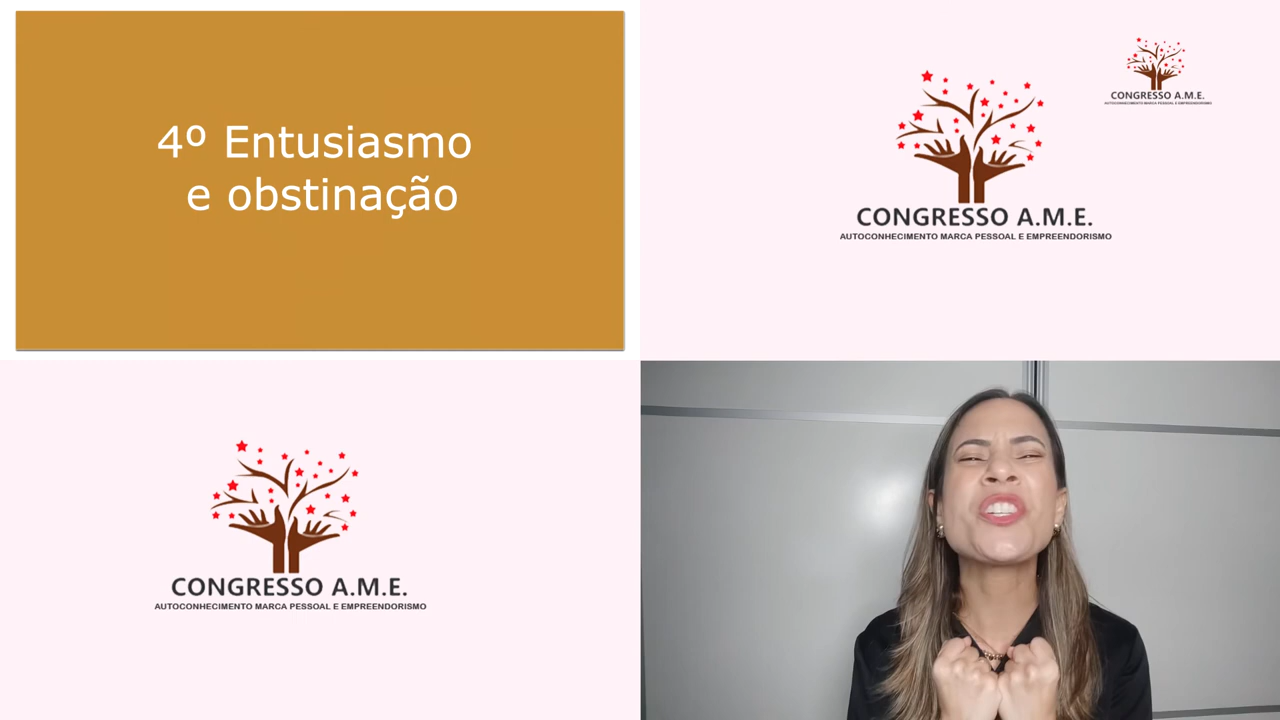 4º Entusiasmo
e obstinação
CONGRESSO A.M.E.
AUTOCONHECIMENTO MARCA PESSOAL E EMPREENDORISMO
CONGRESSO A.M.E.
AUTOCONHECIMENTO MARCA PESSOAL E EMPREENDORISMO
CONGRESSO A.M.E.
AUTOCONHECIMENTO MARCA PESSOAL E EMPREENDORISMO